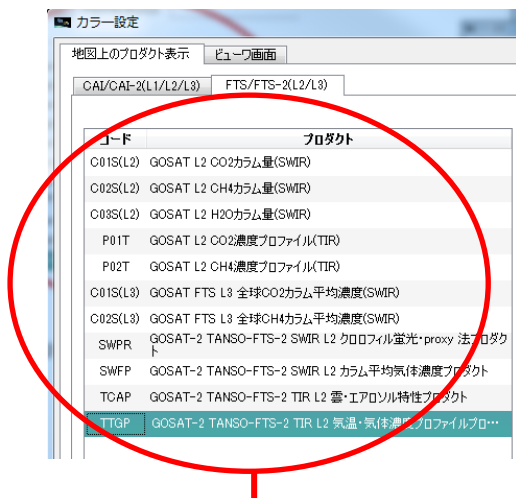 カラー設定
地図上のプロダクト表示 ビューワ画面
CAI/CAI-2(L1/L2/L3) FTS/FTS-2(L2/L3)
コード プロダクト
C01S(L2) GOSAT L2 CO2カラム量(SWIR)
C02S(L2) GOSAT L2 CH4カラム量(SWIR)
C03S(L2) GOSAT L2 H2Oカラム量(SWIR)
P01T GOSAT L2 CO2濃度プロファイル(TIR)
P02T GOSAT L2 CH4濃度プロファイル(TIR)
C01S(L3) GOSAT FTS L3 全球CO2カラム平均濃度(SWIR)
C02S(L3) GOSAT FTS L3 全球CH4カラム平均濃度(SWIR)
SWPR GOSAT-2 TANSO-FTS-2 SWIR L2 クロロフィル蛍光・proxy 法プロダク
ト
SWFP GOSAT-2 TANSO-FTS-2 SWIR L2 カラム平均気体濃度プロダクト
TCAP GOSAT-2 TANSO-FTS-2 TIR L2 雲・エアロゾル特性プロダクト
TTGP GOSAT-2 TANSO-FTS-2 TIR L2 気温・気体濃度プロファイルプロ…